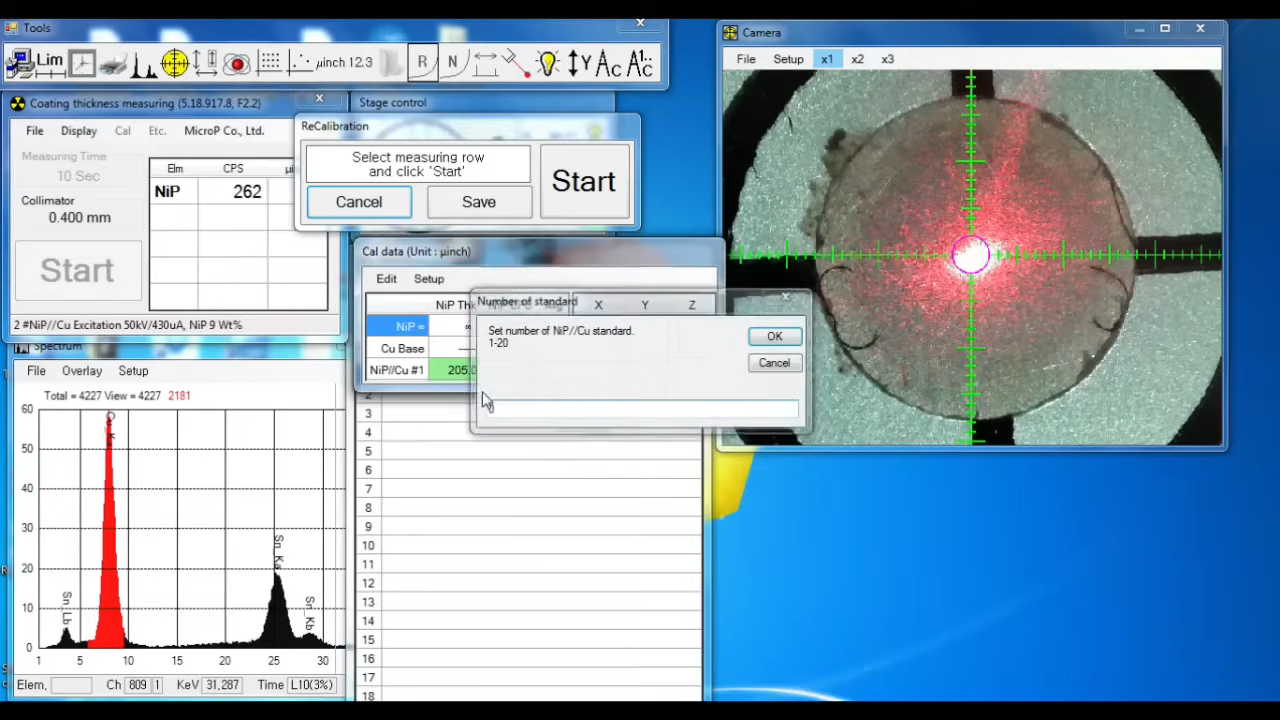 Tools
Lim
μinch 12.3
R
N
Y
Coating thickness measuring (5.18.917.8, F2.2)
File Display Cal Etc. MicroP Co., Ltd.
Measuring Time
10 Sec
Collimator
0.400 mm
Start
Elm CPS
NiP 262
2 #NiP//Cu Excitation 50kV/430uA, NiP 9 Wt%
Stage control
ReCalibration
Select measuring row
and click 'Start'
Cancel
Save
Start
Cal data (Unit : μinch)
Edit Setup
X Y Z
NiP ∞ ∞
Cu Base
NiP//Cu #1 205.0
Number of standard
Set number of NiP//Cu standard.
1-20
OK
Cancel
2
3
4
5
6
7
8
9
10
11
12
13
14
15
16
17
18
Spectrum
File Overlay Setup
Total = 4227 View = 4227 2181
60
50
40
30
20
10
0
Sn_Lb
Sn_Ka
Sn_Kb
1 5 10 15 20 25 30
Elem, Ch 809 1 KeV 31,287 Time L10(3%)
Camera
File Setup x1 x2 x3